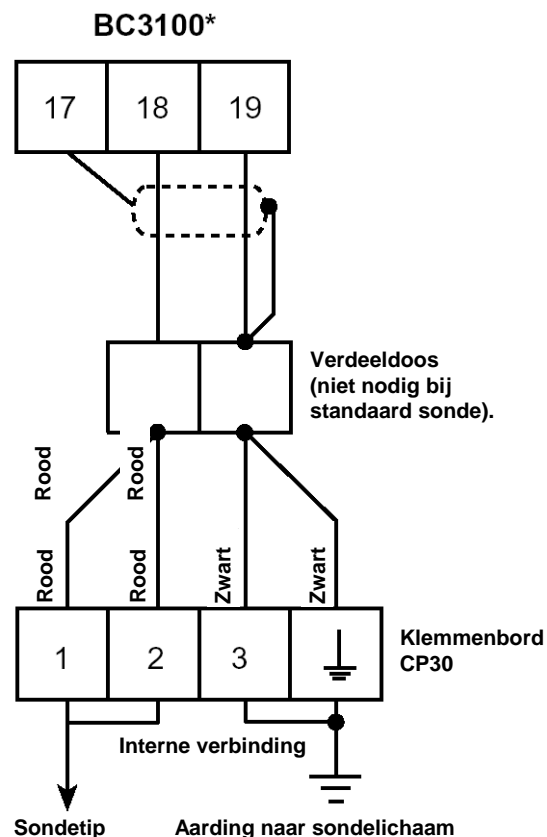 BC3100*
17 18 19
Verdeeldoos
(niet nodig bij
standaard sonde).
Rood Rood
Rood Rood Zwart Zwart
1 2 3
Klemmenbord
CP30
Interne verbinding
Sondetip Aarding naar sondelichaam